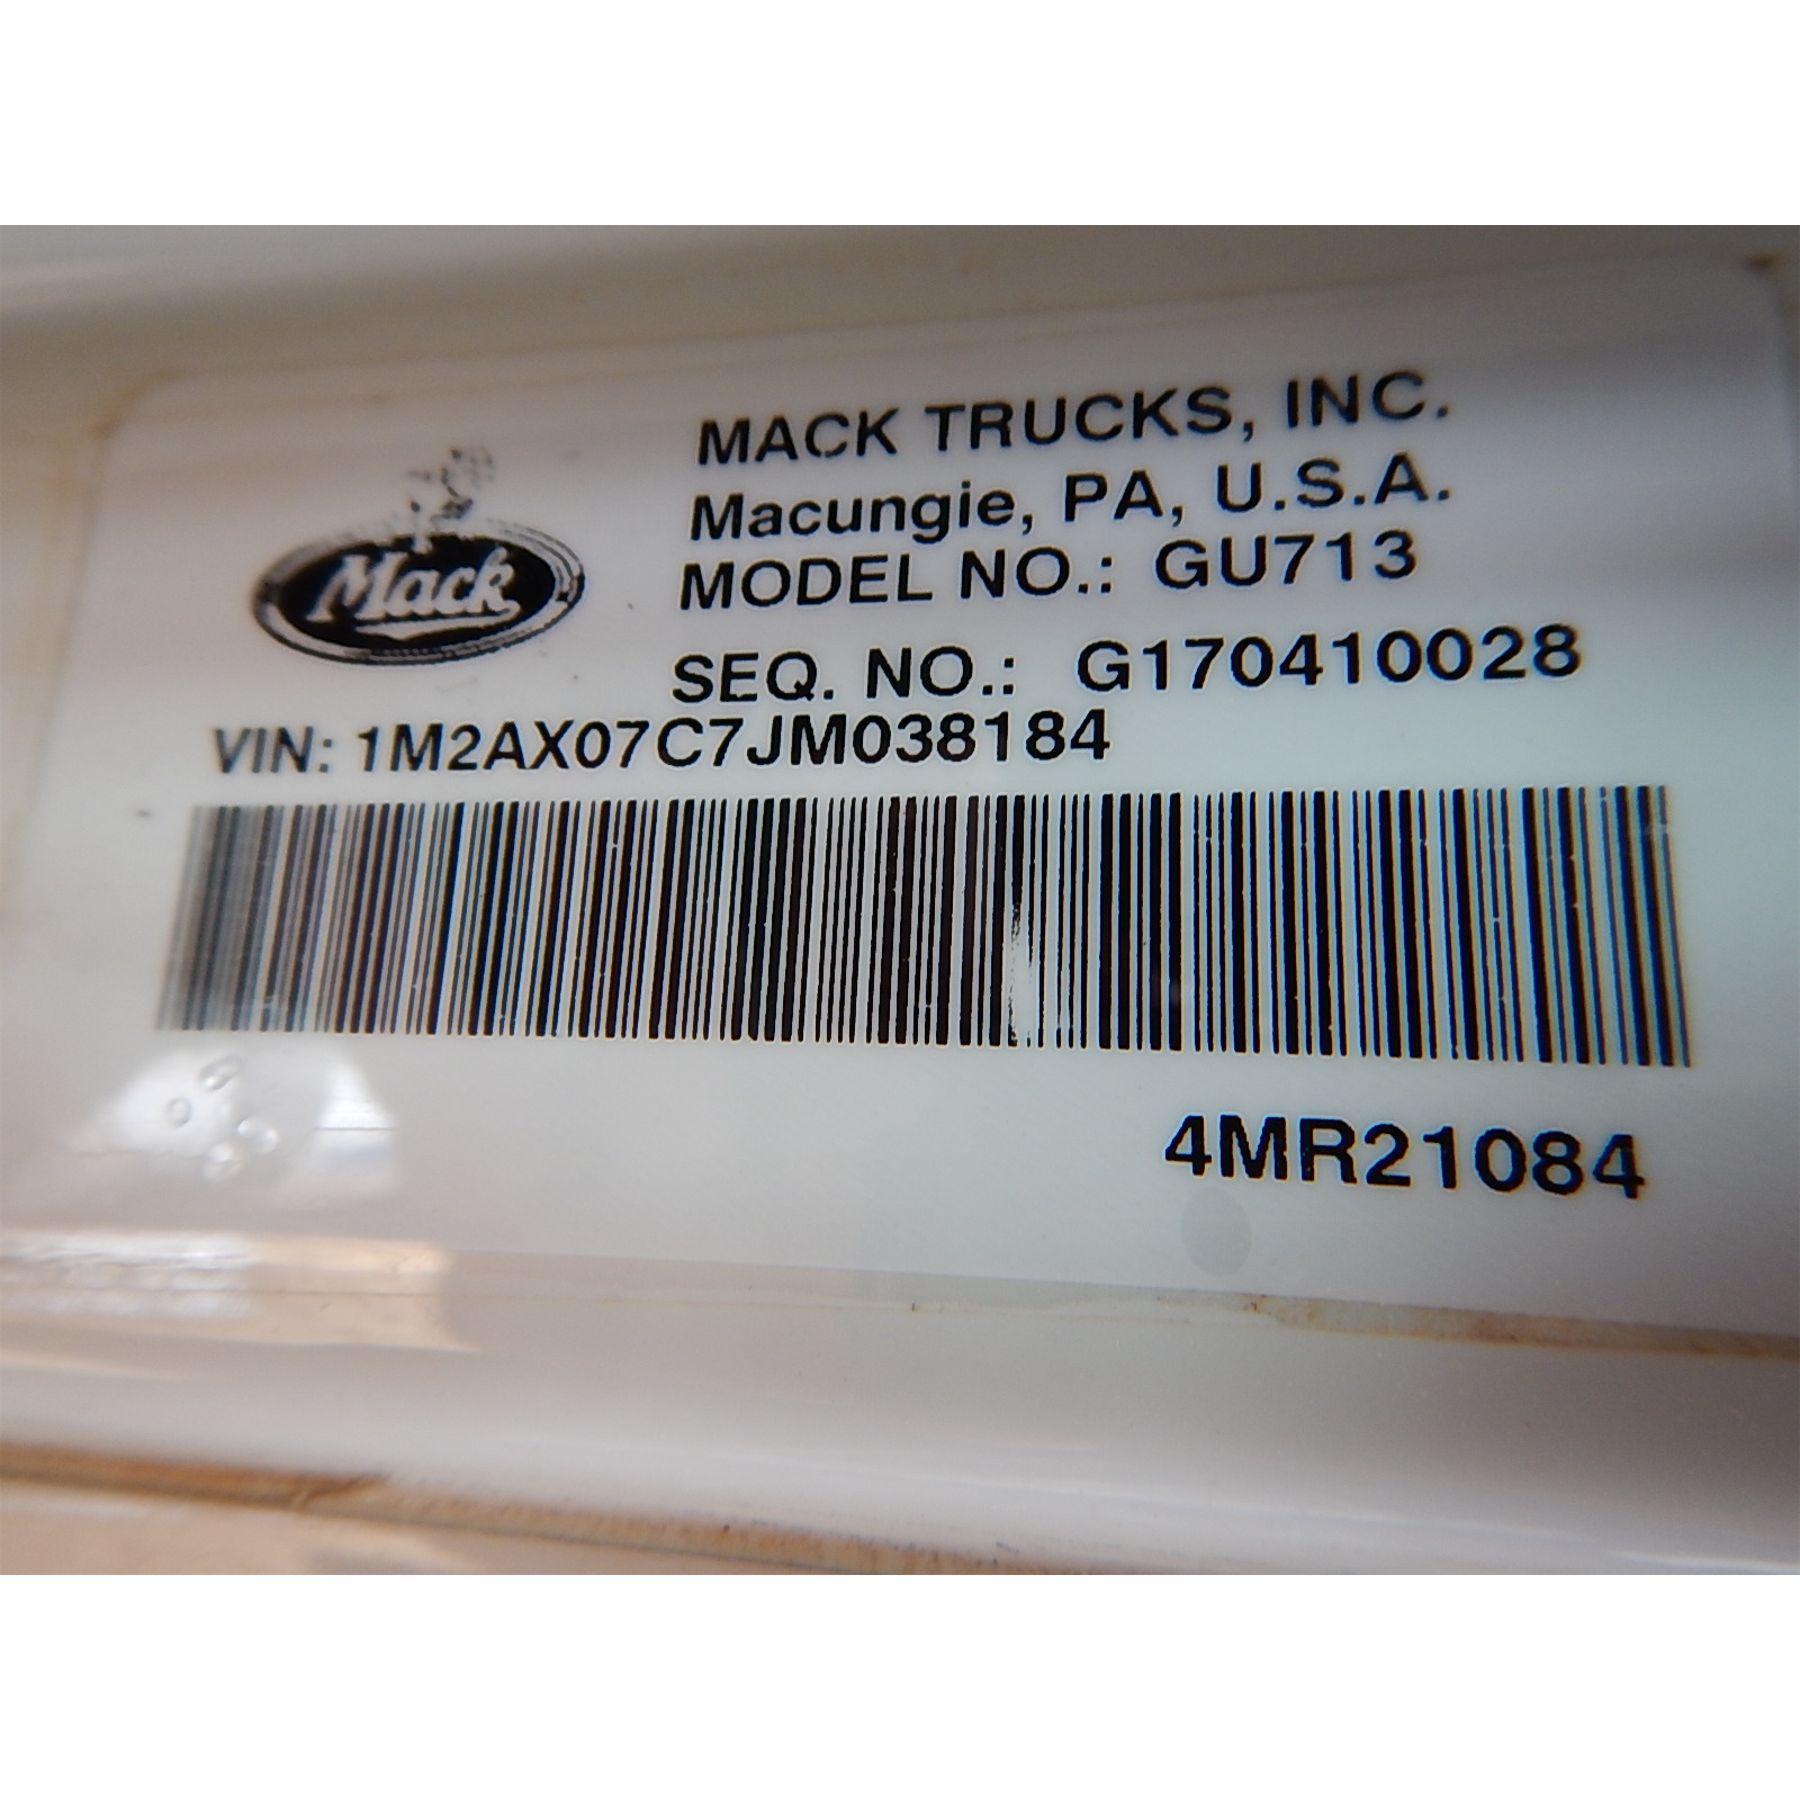 MACK TRUCKS, INC.
Macungie, PA, U.S.A.
Mack
MODEL NO.: GU713
SEQ. NO.: G170410028
VIN: 1M2AX07C7JM038184
4MR21084